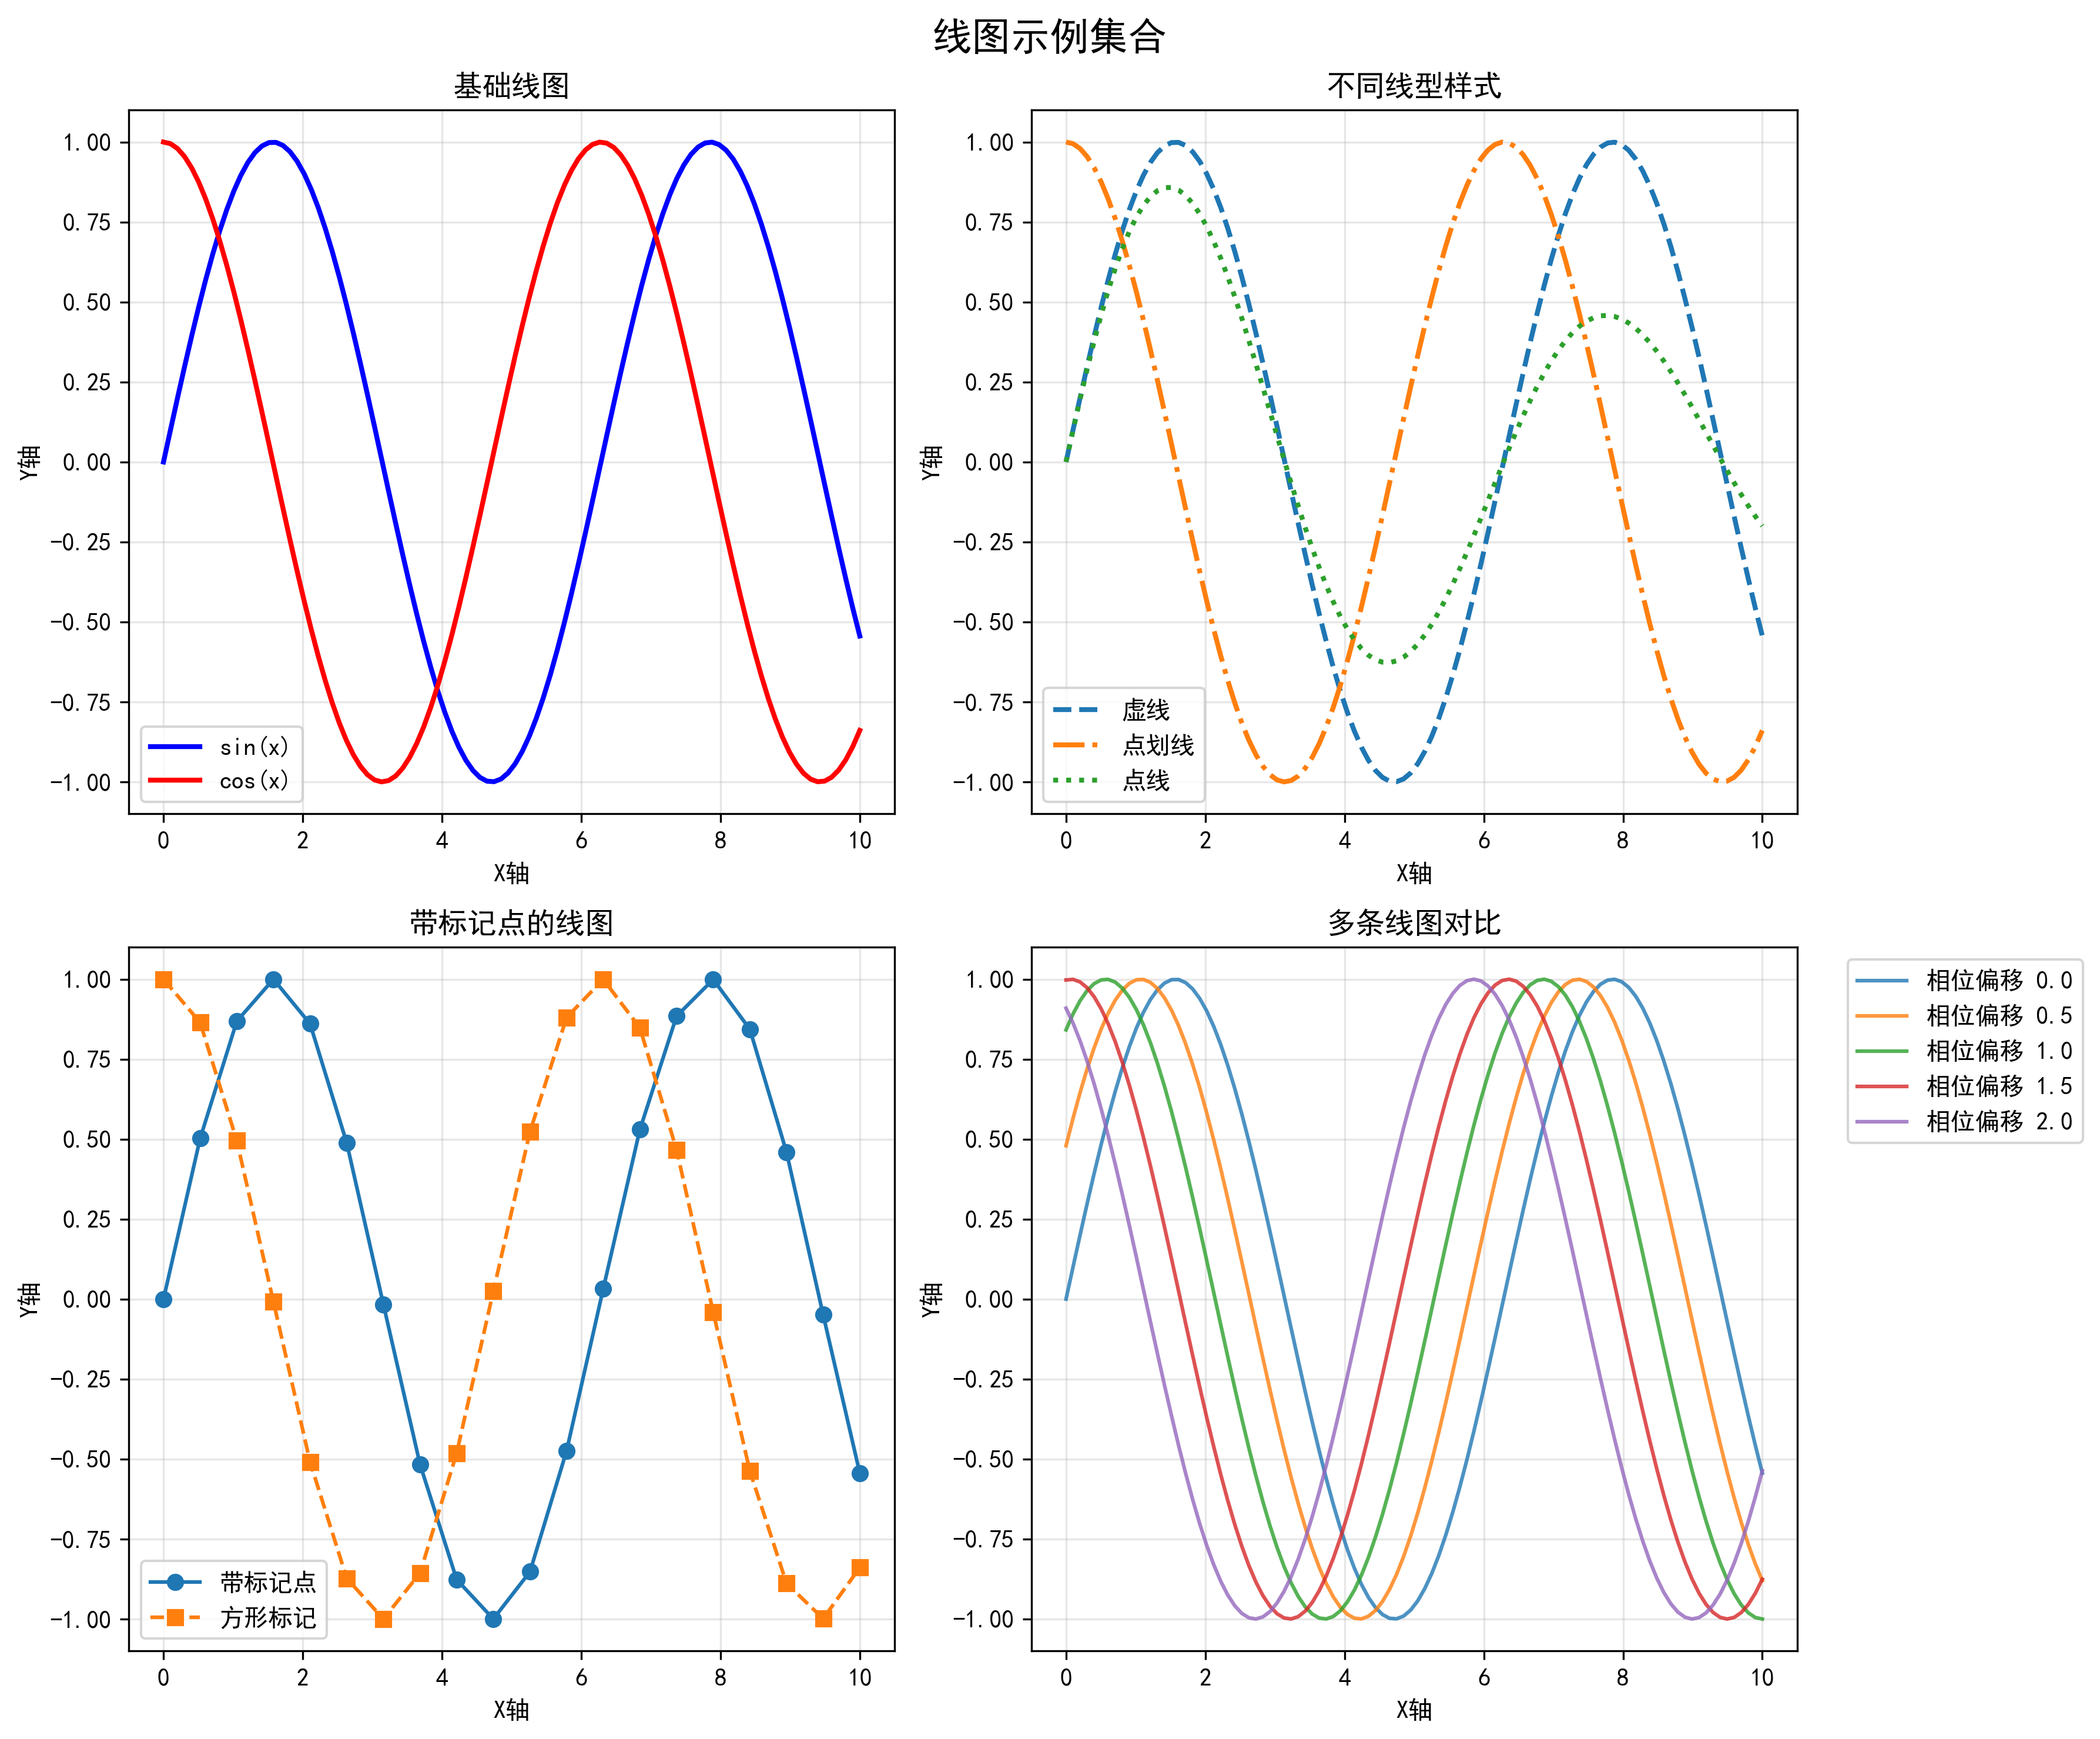 线图示例集合
基础线图
1.00
0.75
0.50
0.25
0.00
-0.25
-0.50
-0.75
-1.00
Y轴
sin(x)
cos(x)
0 2 4 6 8 10
X轴
不同线型样式
1.00
0.75
0.50
0.25
0.00
-0.25
-0.50
-0.75
-1.00
Y轴
虚线
点划线
点线
0 2 4 6 8 10
X轴
带标记点的线图
1.00
0.75
0.50
0.25
0.00
-0.25
-0.50
-0.75
-1.00
Y轴
带标记点
方形标记
0 2 4 6 8 10
X轴
多条线图对比
1.00
0.75
0.50
0.25
0.00
-0.25
-0.50
-0.75
-1.00
Y轴
0 2 4 6 8 10
X轴
相位偏移 0.0
相位偏移 0.5
相位偏移 1.0
相位偏移 1.5
相位偏移 2.0